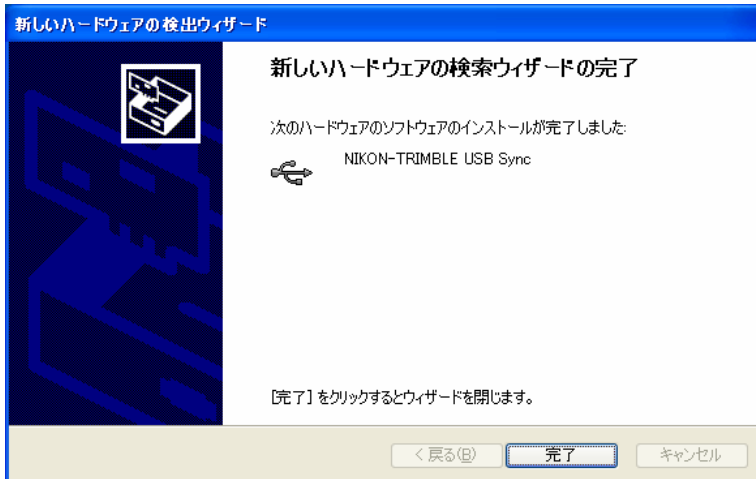 新しいハードウェアの検出ウィザード
新しいハードウェアの検索ウィザードの完了
次のハードウェアのソフトウェアのインストールが完了しました:
NIKON-TRIMBLE USB Sync
[完了] をクリックするとウィザードを閉じます。
< 戻る(B)
完了
キャンセル